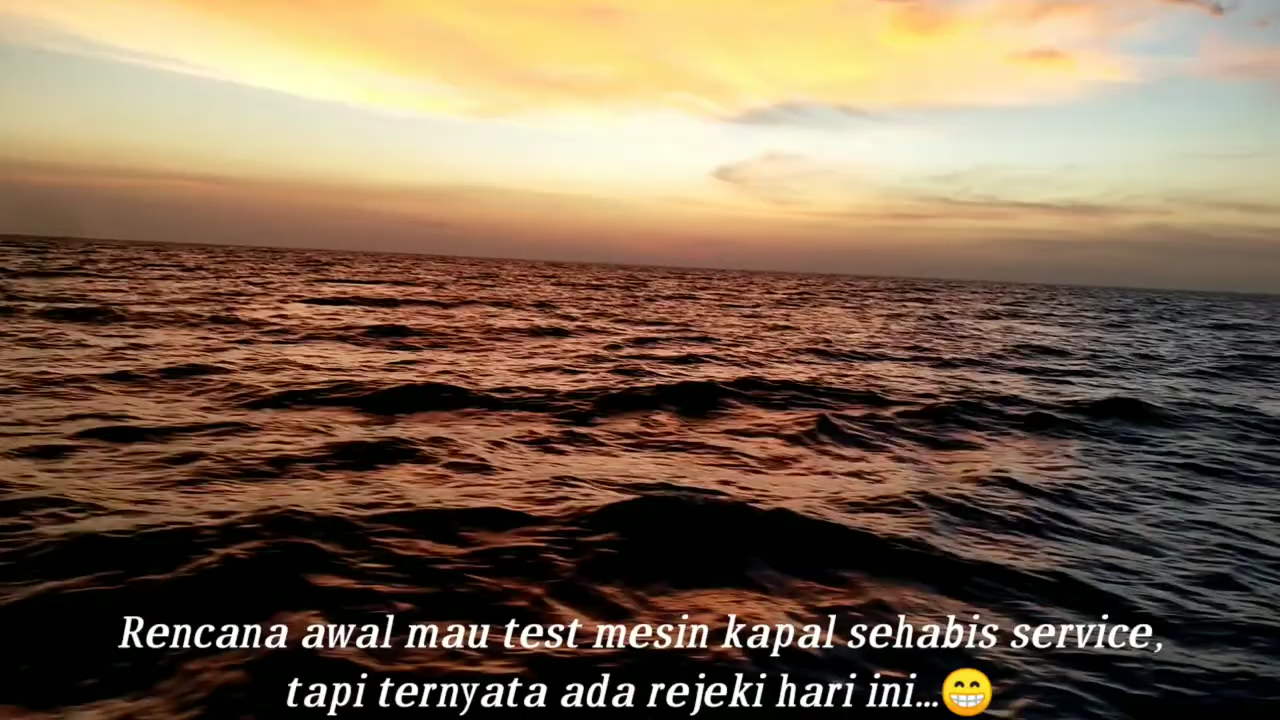 Rencana awal mau test mesin kapal sehabis service,
tapi ternyata ada rejeki hari ini...😁